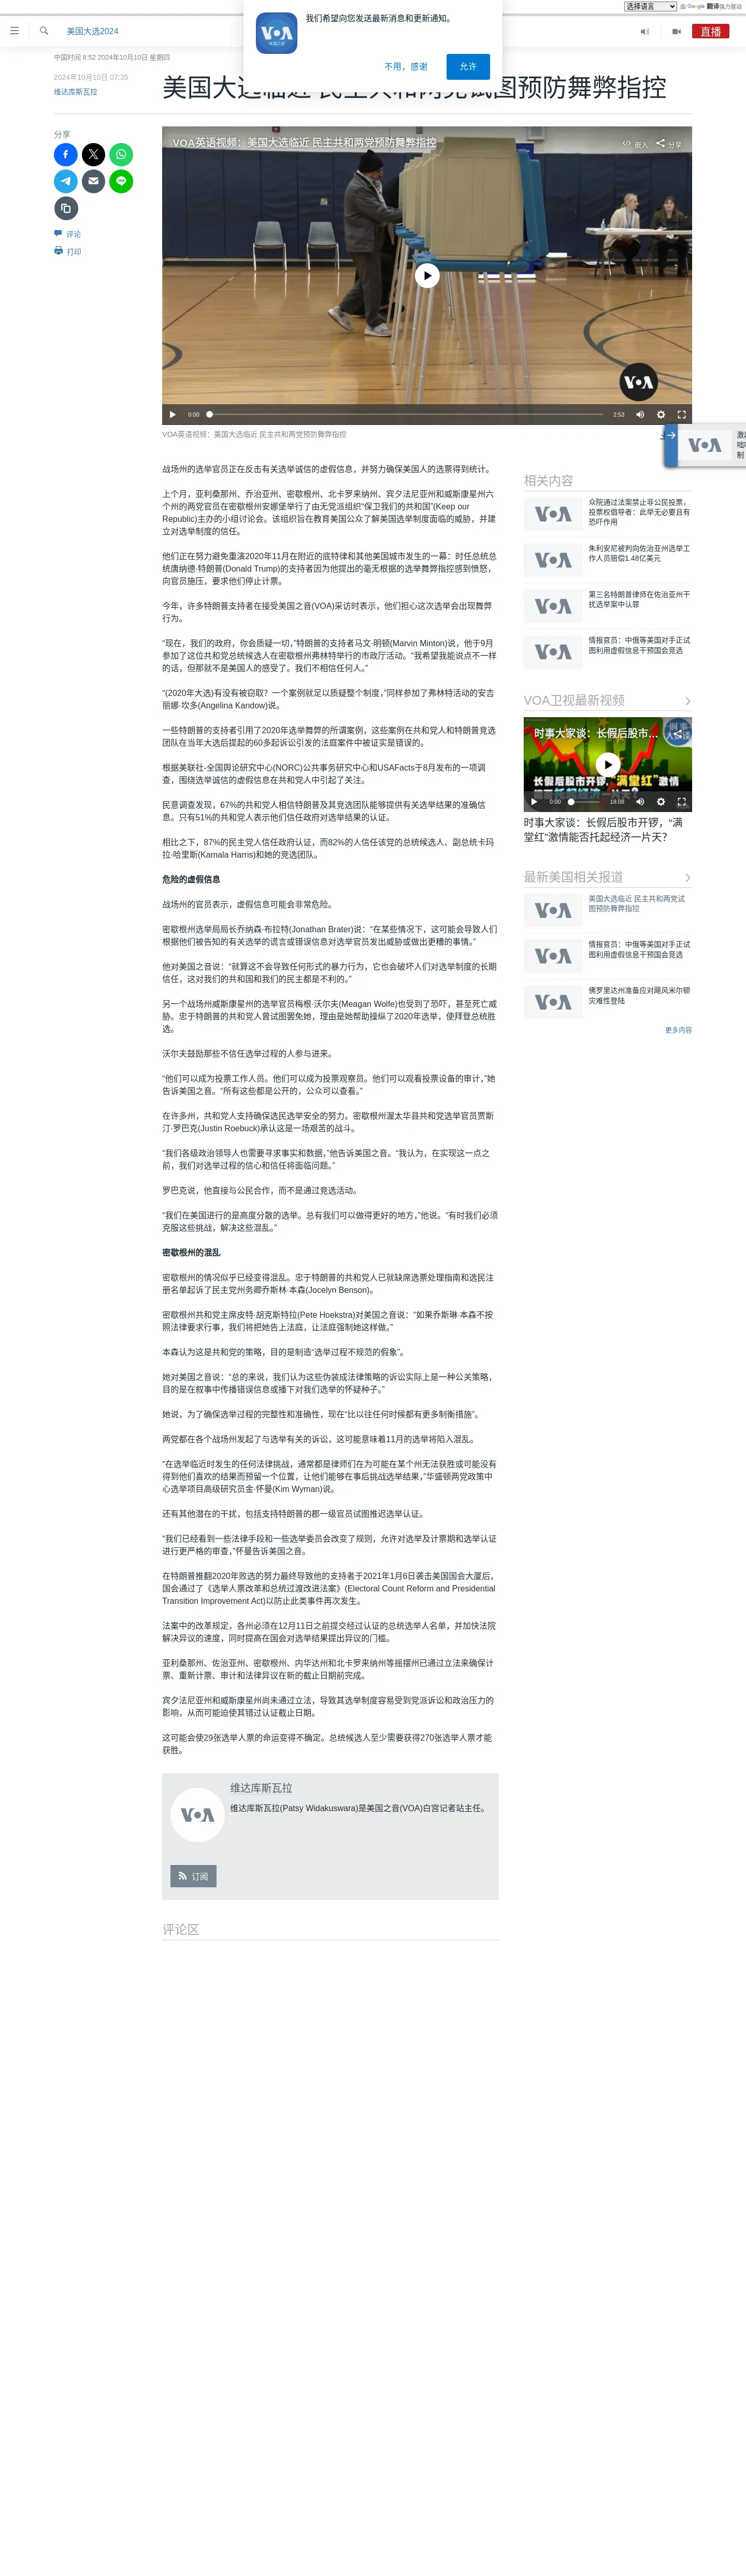 选择语言
由 Google 翻译强力驱动
我们希望向您发送最新消息和更新通知。
不用，感谢
允许
美国大选2024
直播
中国时间 8:52 2024年10月10日 星期四
2024年10月10日 07:35
维达库斯瓦拉
美国大选临近 民主共和两党试图预防舞弊指控
分享
评论
打印
VOA英语视频：美国大选临近 民主共和两党预防舞弊指控
嵌入
分享
VOA
0:00
2:53
VOA英语视频：美国大选临近 民主共和两党预防舞弊指控
战场州的选举官员正在反击有关选举诚信的虚假信息，并努力确保美国人的选票得到统计。
上个月，亚利桑那州、乔治亚州、密歇根州、北卡罗来纳州、宾夕法尼亚州和威斯康星州六
个州的两党官员在密歇根州安娜堡举行了由无党派组织“保卫我们的共和国”(Keep our
Republic)主办的小组讨论会。该组织旨在教育美国公众了解美国选举制度面临的威胁，并建
立对选举制度的信任。
他们正在努力避免重演2020年11月在附近的底特律和其他美国城市发生的一幕：时任总统总
统唐纳德·特朗普(Donald Trump)的支持者因为他提出的毫无根据的选举舞弊指控感到愤怒，
向官员施压，要求他们停止计票。
今年，许多特朗普支持者在接受美国之音(VOA)采访时表示，他们担心这次选举会出现舞弊
行为。
“现在，我们的政府，你会质疑一切，”特朗普的支持者马文·明顿(Marvin Minton)说，他于9月
参加了这位共和党总统候选人在密歇根州弗林特举行的市政厅活动。“我希望我能说点不一样
的话，但那就不是美国人的感受了。我们不相信任何人。”
“(2020年大选)有没有被窃取？一个案例就足以质疑整个制度，”同样参加了弗林特活动的安吉
丽娜·坎多(Angelina Kandow)说。
一些特朗普的支持者引用了2020年选举舞弊的所谓案例，这些案例在共和党人和特朗普竞选
团队在当年大选后提起的60多起诉讼引发的法庭案件中被证实是错误的。
根据美联社-全国舆论研究中心(NORC)公共事务研究中心和USAFacts于8月发布的一项调
查，围绕选举诚信的虚假信息在共和党人中引起了关注。
民意调查发现，67%的共和党人相信特朗普及其竞选团队能够提供有关选举结果的准确信
息。只有51%的共和党人表示他们信任政府对选举结果的认证。
相比之下，87%的民主党人信任政府认证，而82%的人信任该党的总统候选人、副总统卡玛
拉·哈里斯(Kamala Harris)和她的竞选团队。
危险的虚假信息
战场州的官员表示，虚假信息可能会非常危险。
密歇根州选举局局长乔纳森·布拉特(Jonathan Brater)说：“在某些情况下，这可能会导致人们
根据他们被告知的有关选举的谎言或错误信息对选举官员发出威胁或做出更糟的事情。”
他对美国之音说：“就算这不会导致任何形式的暴力行为，它也会破坏人们对选举制度的长期
信任，这对我们的共和国和我们的民主都是不利的。”
另一个战场州威斯康星州的选举官员梅根·沃尔夫(Meagan Wolfe)也受到了恐吓，甚至死亡威
胁。忠于特朗普的共和党人曾试图罢免她，理由是她帮助操纵了2020年选举，使拜登总统胜
选。
沃尔夫鼓励那些不信任选举过程的人参与进来。
“他们可以成为投票工作人员。他们可以成为投票观察员。他们可以观看投票设备的审计，”她
告诉美国之音。“所有这些都是公开的，公众可以查看。”
在许多州，共和党人支持确保选民选举安全的努力。密歇根州渥太华县共和党选举官员贾斯
汀·罗巴克(Justin Roebuck)承认这是一场艰苦的战斗。
“我们各级政治领导人也需要寻求事实和数据，”他告诉美国之音。“我认为，在实现这一点之
前，我们对选举过程的信心和信任将面临问题。”
罗巴克说，他直接与公民合作，而不是通过竞选活动。
“我们在美国进行的是高度分散的选举。总有我们可以做得更好的地方，”他说。“有时我们必须
克服这些挑战，解决这些混乱。”
密歇根州的混乱
密歇根州的情况似乎已经变得混乱。忠于特朗普的共和党人已就缺席选票处理指南和选民注
册名单起诉了民主党州务卿乔斯林·本森(Jocelyn Benson)。
密歇根州共和党主席皮特·胡克斯特拉(Pete Hoekstra)对美国之音说：“如果乔斯琳·本森不按
照法律要求行事，我们将把她告上法庭，让法庭强制她这样做。”
本森认为这是共和党的策略，目的是制造“选举过程不规范的假象”。
她对美国之音说：“总的来说，我们认为这些伪装成法律策略的诉讼实际上是一种公关策略，
目的是在叙事中传播错误信息或播下对我们选举的怀疑种子。”
她说，为了确保选举过程的完整性和准确性，现在“比以往任何时候都有更多制衡措施”。
两党都在各个战场州发起了与选举有关的诉讼，这可能意味着11月的选举将陷入混乱。
“在选举临近时发生的任何法律挑战，通常都是律师们在为可能在某个州无法获胜或可能没有
得到他们喜欢的结果而预留一个位置，让他们能够在事后挑战选举结果，”华盛顿两党政策中
心选举项目高级研究员金·怀曼(Kim Wyman)说。
还有其他潜在的干扰，包括支持特朗普的郡一级官员试图推迟选举认证。
“我们已经看到一些法律手段和一些选举委员会改变了规则，允许对选举及计票期和选举认证
进行更严格的审查，”怀曼告诉美国之音。
在特朗普推翻2020年败选的努力最终导致他的支持者于2021年1月6日袭击美国国会大厦后，
国会通过了《选举人票改革和总统过渡改进法案》(Electoral Count Reform and Presidential
Transition Improvement Act)以防止此类事件再次发生。
法案中的改革规定，各州必须在12月11日之前提交经过认证的总统选举人名单，并加快法院
解决异议的速度，同时提高在国会对选举结果提出异议的门槛。
亚利桑那州、佐治亚州、密歇根州、内华达州和北卡罗来纳州等摇摆州已通过立法来确保计
票、重新计票、审计和法律异议在新的截止日期前完成。
宾夕法尼亚州和威斯康星州尚未通过立法，导致其选举制度容易受到党派诉讼和政治压力的
影响，从而可能迫使其错过认证截止日期。
这可能会使29张选举人票的命运变得不确定。总统候选人至少需要获得270张选举人票才能
获胜。
VOA
维达库斯瓦拉
维达库斯瓦拉(Patsy Widakuswara)是美国之音(VOA)白宫记者站主任。
订阅
评论区
VOA
制
相关内容
众院通过法案禁止非公民投票，
投票权倡导者：此举无必要且有
恐吓作用
朱利安尼被判向佐治亚州选举工
作人员赔偿1.48亿美元
第三名特朗普律师在佐治亚州干
扰选举案中认罪
情报官员：中俄等美国对手正试
图利用虚假信息干预国会竞选
VOA卫视最新视频
时事大家谈：长假后股市…
长假后股市开锣，“满堂红”激情
0:00
18:08
时事大家谈：长假后股市开锣，“满
堂红”激情能否托起经济一片天？
最新美国相关报道
美国大选临近 民主共和两党试
图预防舞弊指控
情报官员：中俄等美国对手正试
图利用虚假信息干预国会竞选
佛罗里达州准备应对飓风米尔顿
灾难性登陆
更多内容